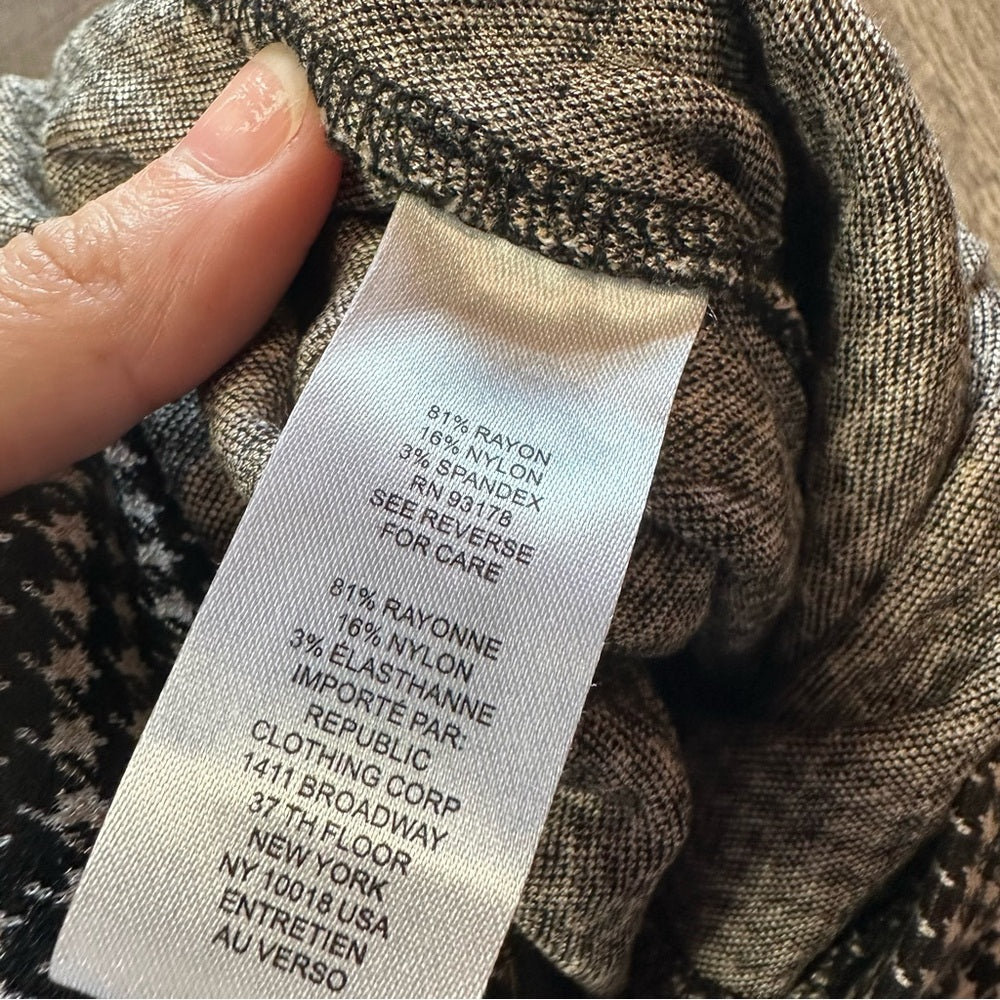 81% RAYON
16% NYLON
3% SPANDEX
RN 93178
SEE REVERSE
FOR CARE
81% RAYONNE
16% NYLON
3% ÉLASTHANNE
IMPORTÉ PAR:
REPUBLIC
CLOTHING CORP
1411 BROADWAY
37 TH FLOOR
NEW YORK
NY 10018 USA
ENTRETIEN
AU VERSO